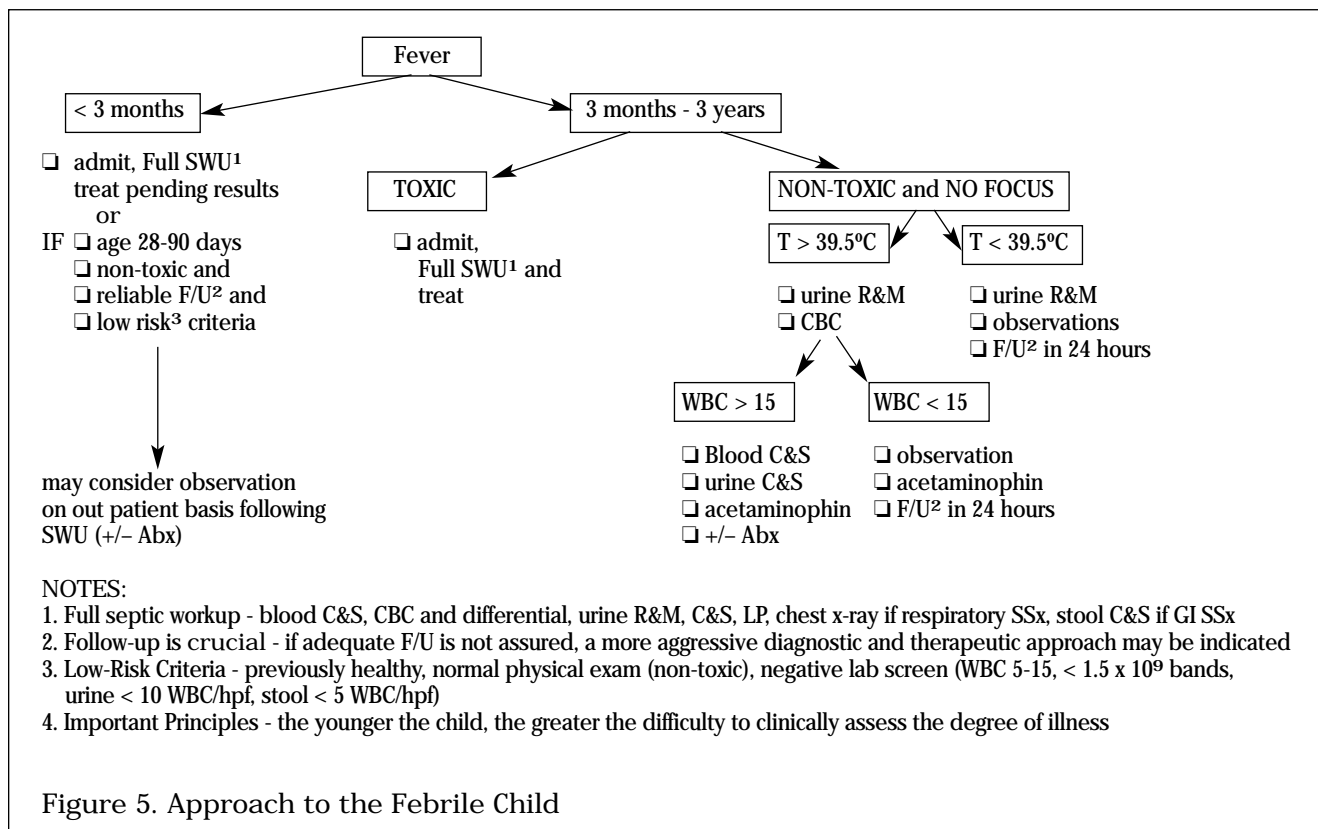 Fever
< 3 months
3 months - 3 years
❏ admit, Full SWU¹
treat pending results
or
IF ❏ age 28-90 days
❏ non-toxic and
❏ reliable F/U² and
❏ low risk³ criteria
may consider observation
on out patient basis following
SWU (+/– Abx)
TOXIC
❏ admit,
Full SWU¹ and
treat
NON-TOXIC and NO FOCUS
T > 39.5ºC
T < 39.5ºC
❏ urine R&M
❏ CBC
❏ urine R&M
❏ observations
❏ F/U² in 24 hours
WBC > 15
WBC < 15
❏ Blood C&S
❏ urine C&S
❏ acetaminophin
❏ +/– Abx
❏ observation
❏ acetaminophin
❏ F/U² in 24 hours
NOTES:
1. Full septic workup - blood C&S, CBC and differential, urine R&M, C&S, LP, chest x-ray if respiratory SSx, stool C&S if GI SSx
2. Follow-up is crucial - if adequate F/U is not assured, a more aggressive diagnostic and therapeutic approach may be indicated
3. Low-Risk Criteria - previously healthy, normal physical exam (non-toxic), negative lab screen (WBC 5-15, < 1.5 x 10⁹ bands,
urine < 10 WBC/hpf, stool < 5 WBC/hpf)
4. Important Principles - the younger the child, the greater the difficulty to clinically assess the degree of illness
Figure 5. Approach to the Febrile Child